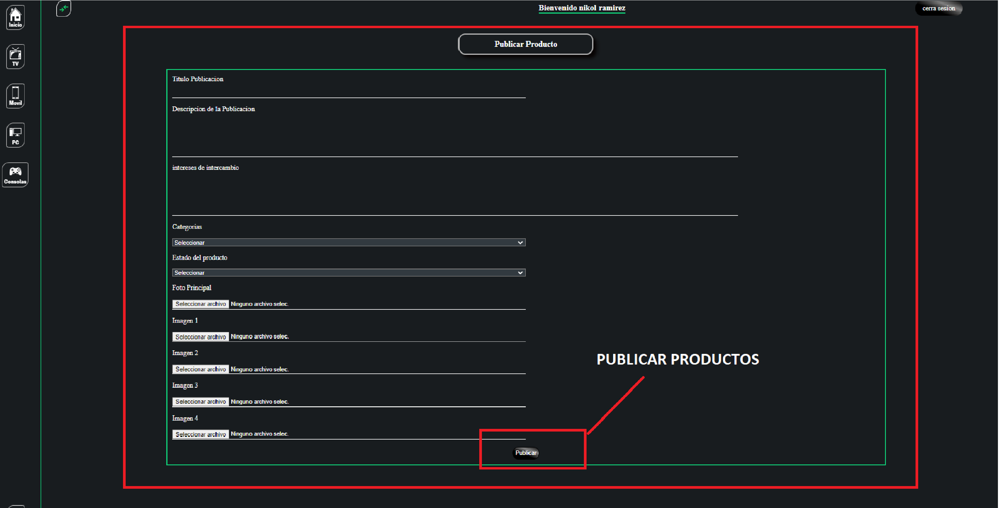 Bienvenido nikol ramirez
cerra sesion
Inicio
TV
Movil
PC
Consolas
Publicar Producto
Titulo Publicacion
Descripcion de la Publicacion
intereses de intercambio
Categorias
Seleccionar
Estado del producto
Seleccionar
Foto Principal
Seleccionar archivo Ninguno archivo selec.
Imagen 1
Seleccionar archivo Ninguno archivo selec.
Imagen 2
Seleccionar archivo Ninguno archivo selec.
Imagen 3
Seleccionar archivo Ninguno archivo selec.
Imagen 4
Seleccionar archivo Ninguno archivo selec.
PUBLICAR PRODUCTOS
Publicar